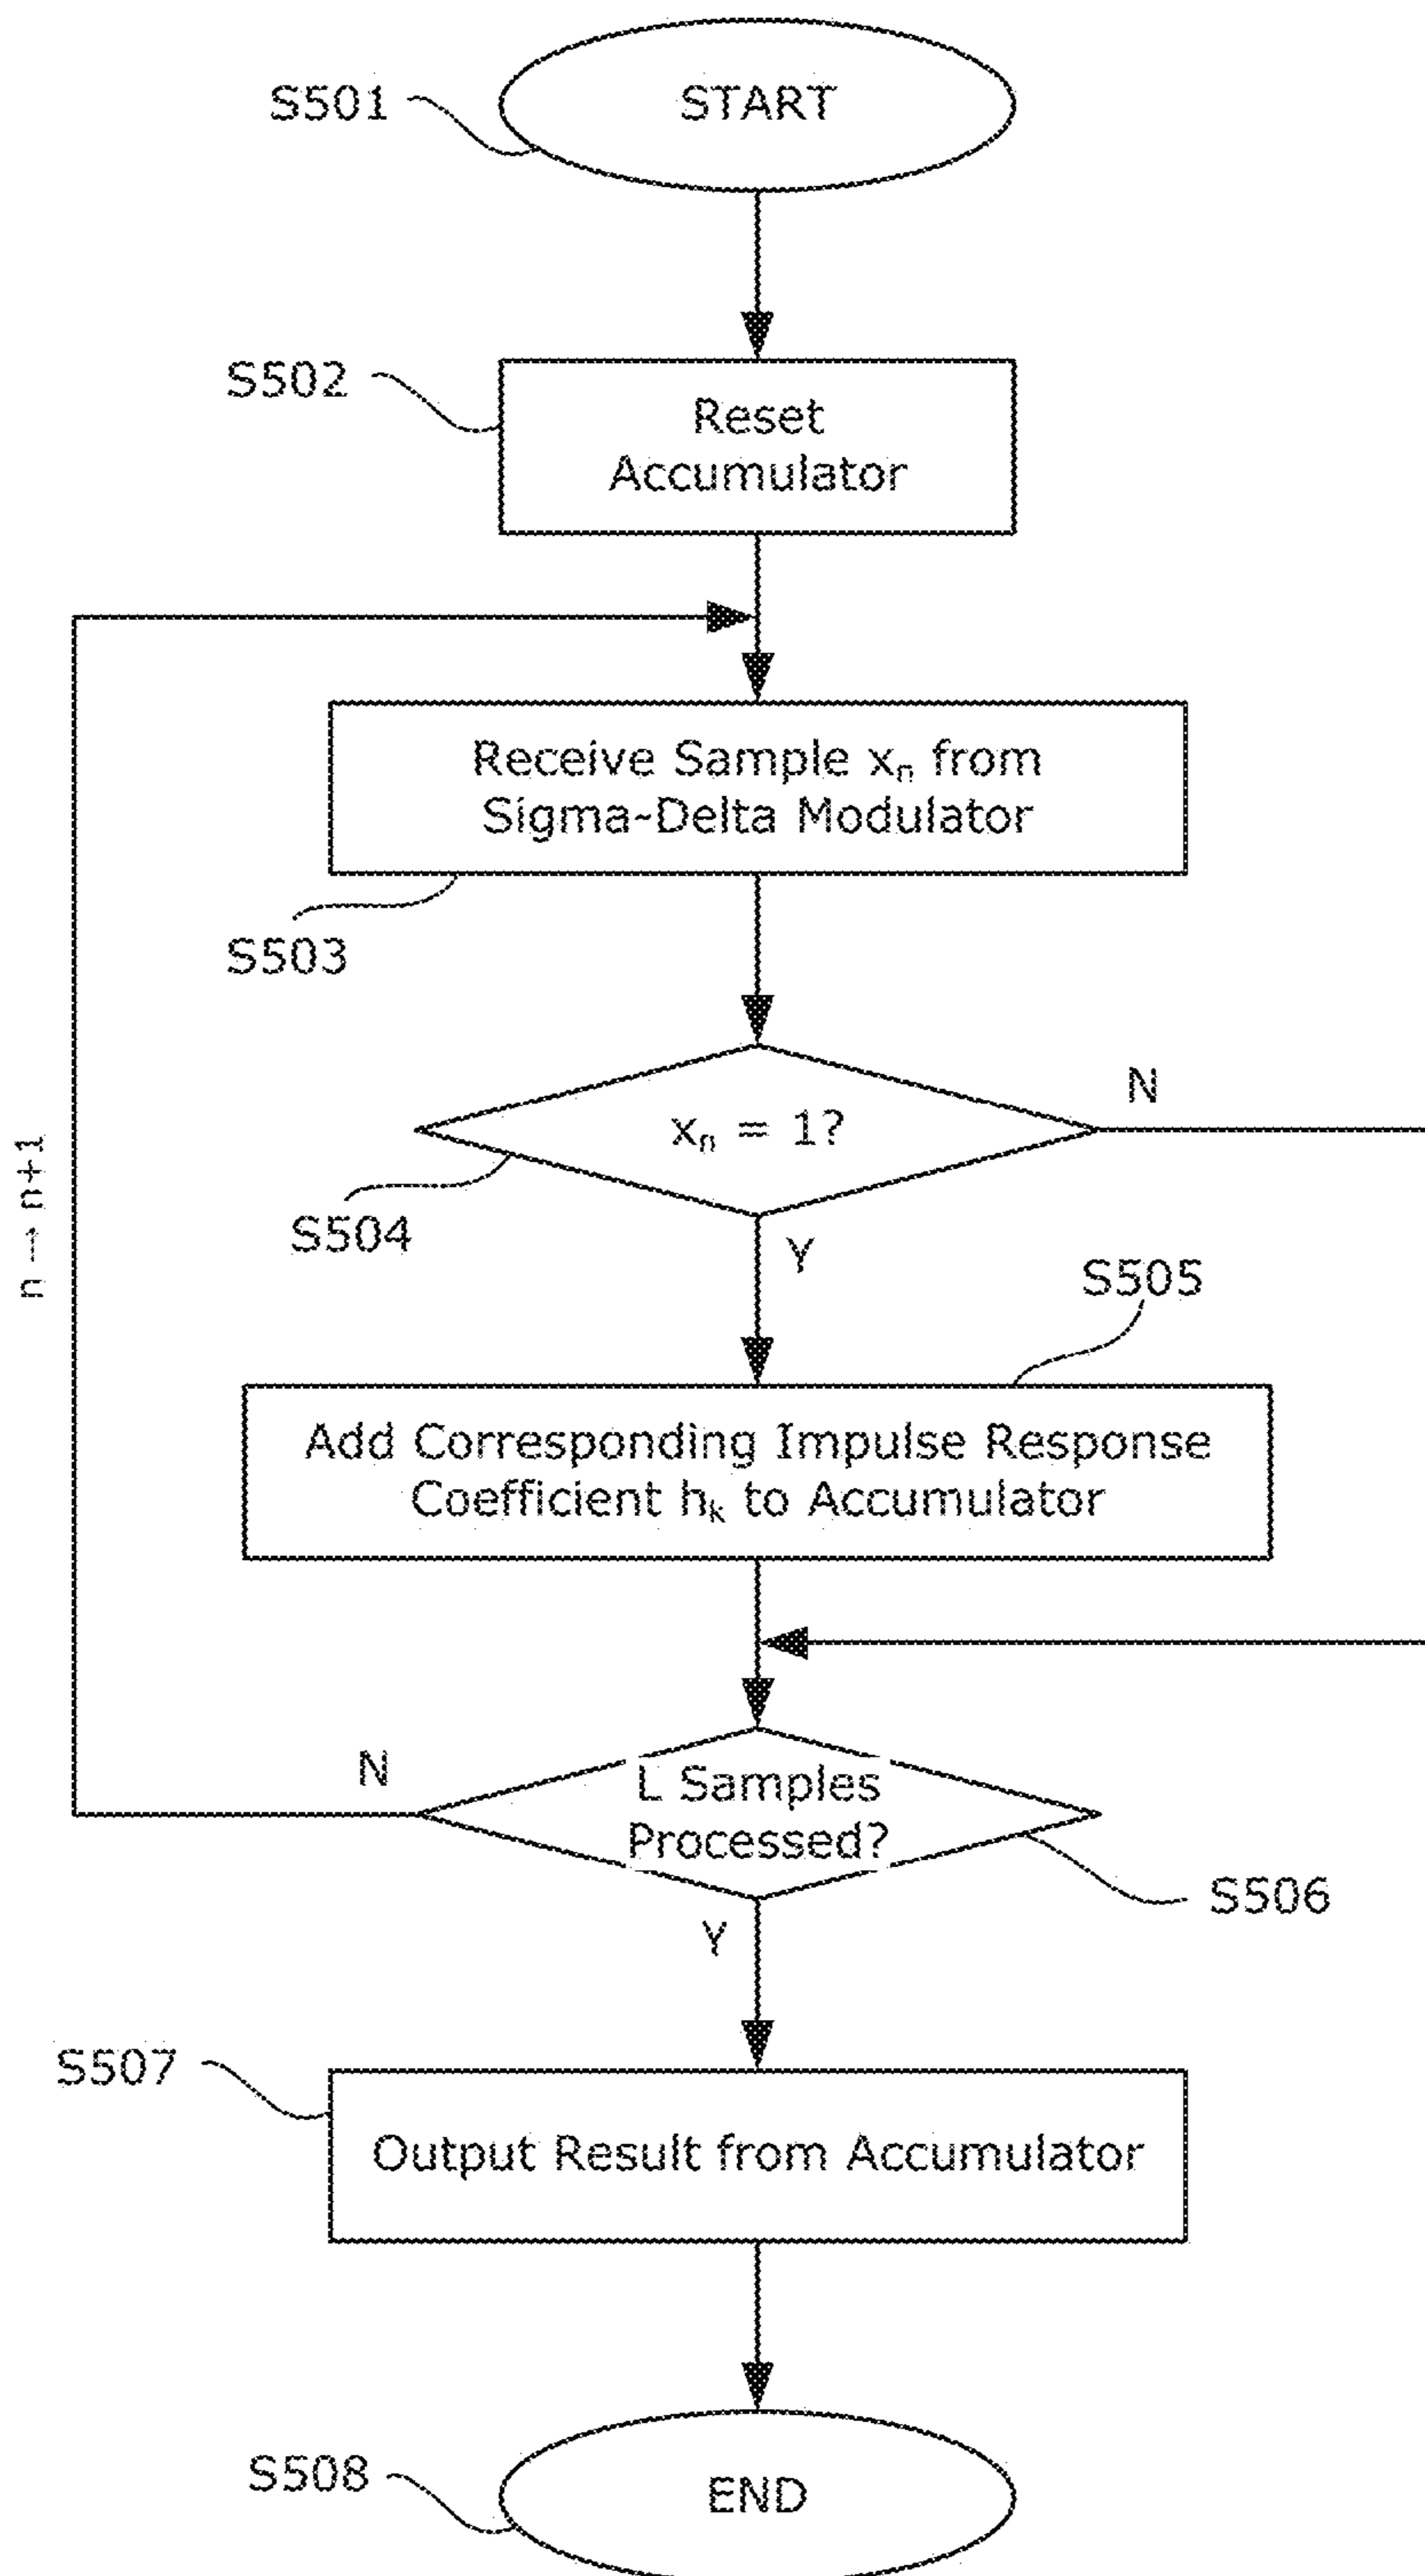 S501
START
S502
Reset
Accumulator
Receive Sample xₙ from
Sigma-Delta Modulator
S503
xₙ = 1?
N
S504
Y
n → n+1
S505
Add Corresponding Impulse Response
Coefficient hₖ to Accumulator
N
L Samples
Processed?
S506
Y
S507
Output Result from Accumulator
S508
END